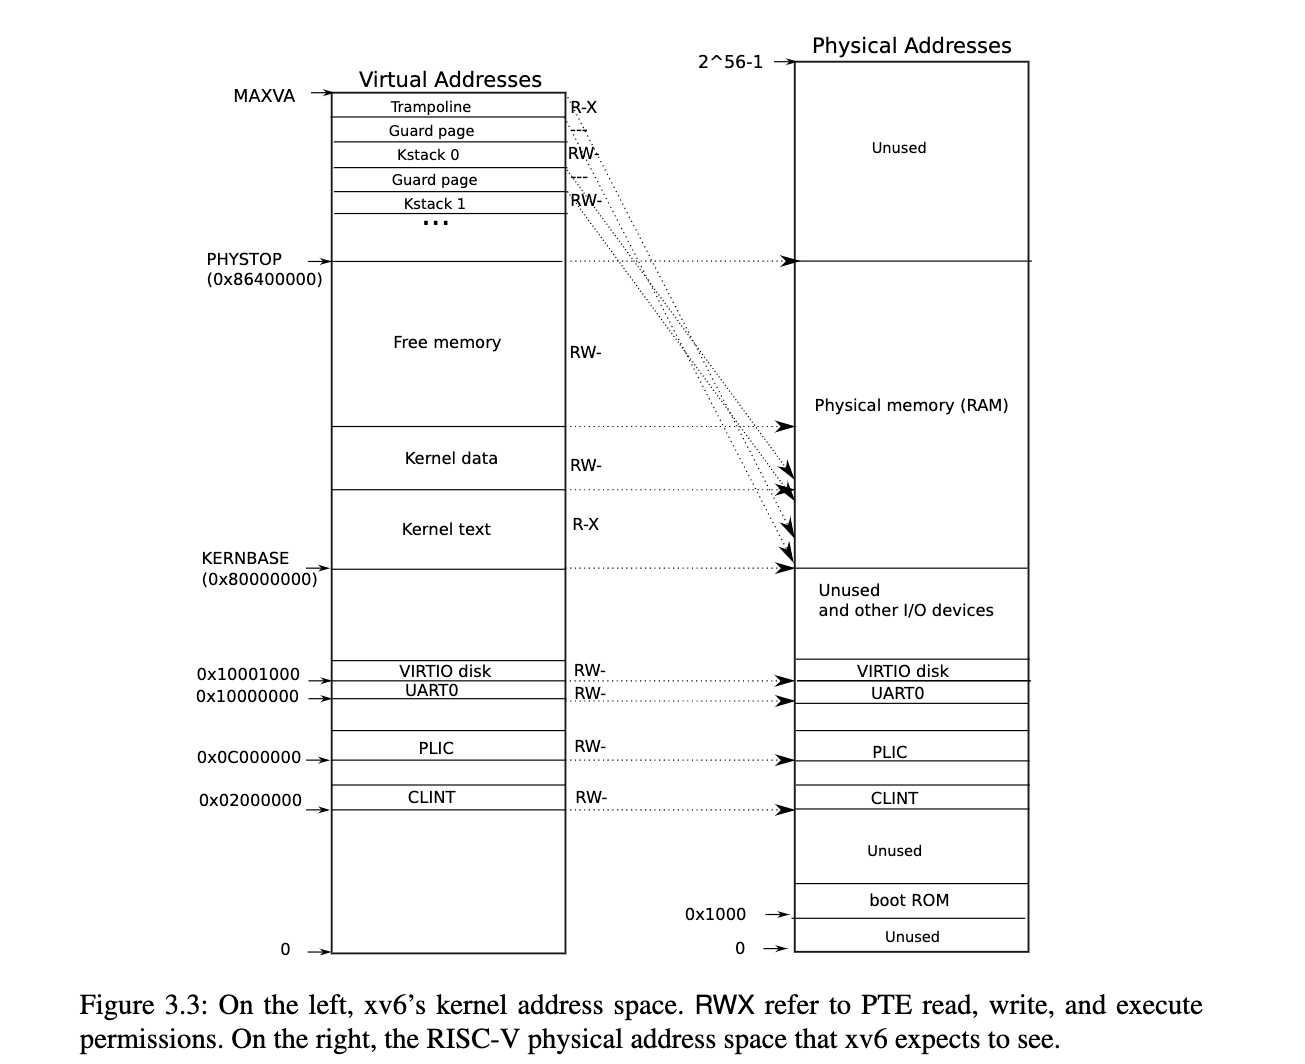 Physical Addresses
2^56-1
Virtual Addresses
MAXVA
Trampoline
R-X
Guard page
---
Kstack 0
RW-
Guard page
---
Kstack 1
RW-
...
Unused
PHYSTOP
(0x86400000)
Free memory
RW-
Physical memory (RAM)
Kernel data
RW-
Kernel text
R-X
KERNBASE
(0x80000000)
Unused
and other I/O devices
0x10001000
VIRTIO disk
RW-
VIRTIO disk
0x10000000
UART0
RW-
UART0
0x0C000000
PLIC
RW-
PLIC
0x02000000
CLINT
RW-
CLINT
Unused
boot ROM
0x1000
Unused
0
0
Figure 3.3: On the left, xv6’s kernel address space. RWX refer to PTE read, write, and execute
permissions. On the right, the RISC-V physical address space that xv6 expects to see.